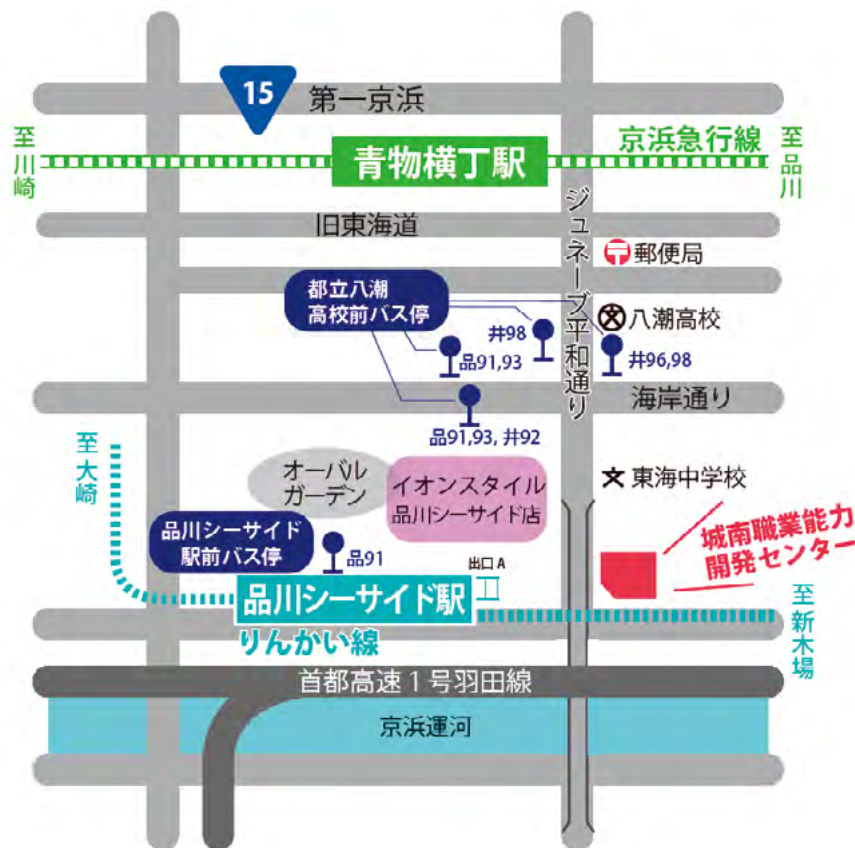 15
第一京浜
至川崎
青物横丁駅
京浜急行線
至品川
旧東海道
ジュネーブ平和通り
郵便局
都立八潮
高校前バス停
八潮高校
井98
品91,93
井96,98
海岸通り
品91,93, 井92
至大崎
オーバル
ガーデン
イオンスタイル
品川シーサイド店
東海中学校
城南職業能力
開発センター
品川シーサイド
駅前バス停
品91
出口 A
品川シーサイド駅
りんかい線
至新木場
首都高速1号羽田線
京浜運河